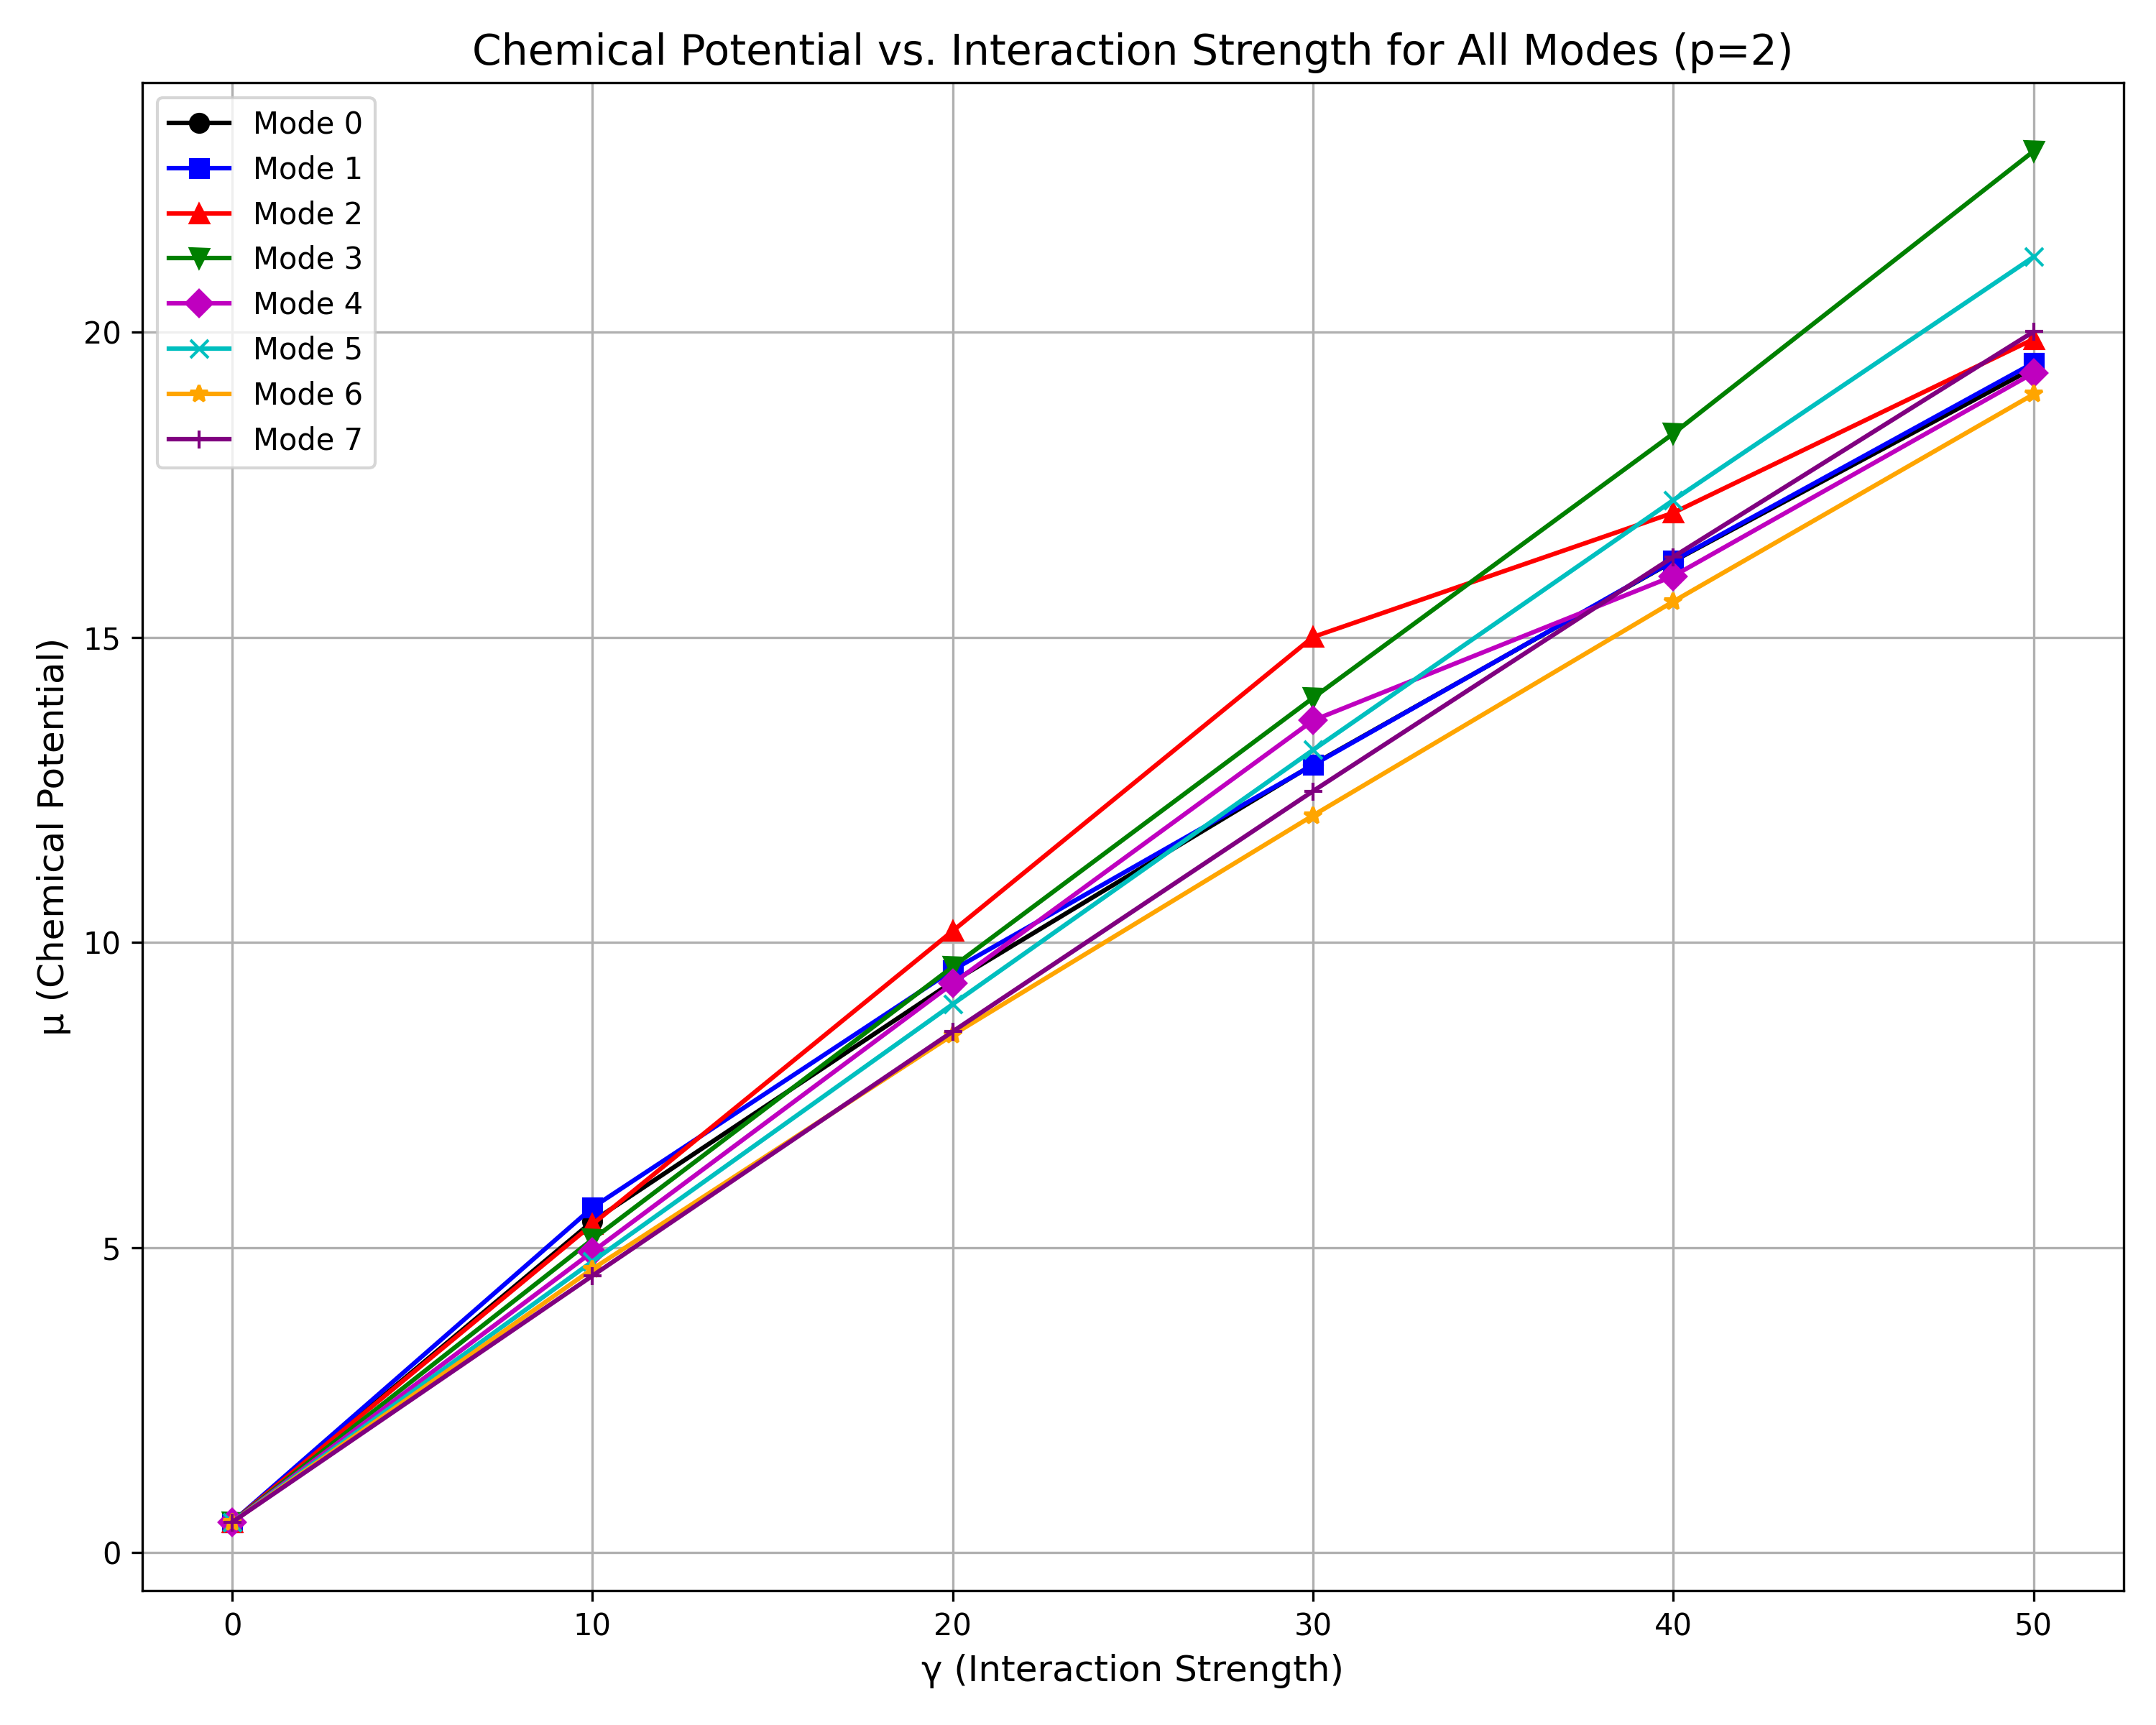 Chemical Potential vs. Interaction Strength for All Modes (p=2)
Mode 0
Mode 1
Mode 2
Mode 3
Mode 4
Mode 5
Mode 6
Mode 7
μ (Chemical Potential)
20
15
10
5
0
0 10 20 30 40 50
γ (Interaction Strength)